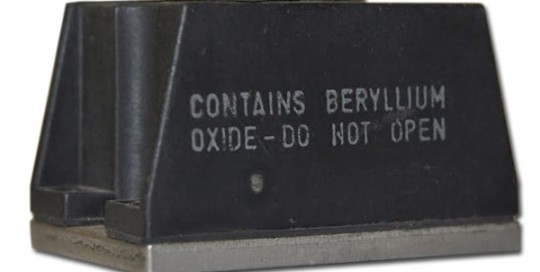 CONTAINS BERYLLIUM
OXIDE-DO NOT OPEN